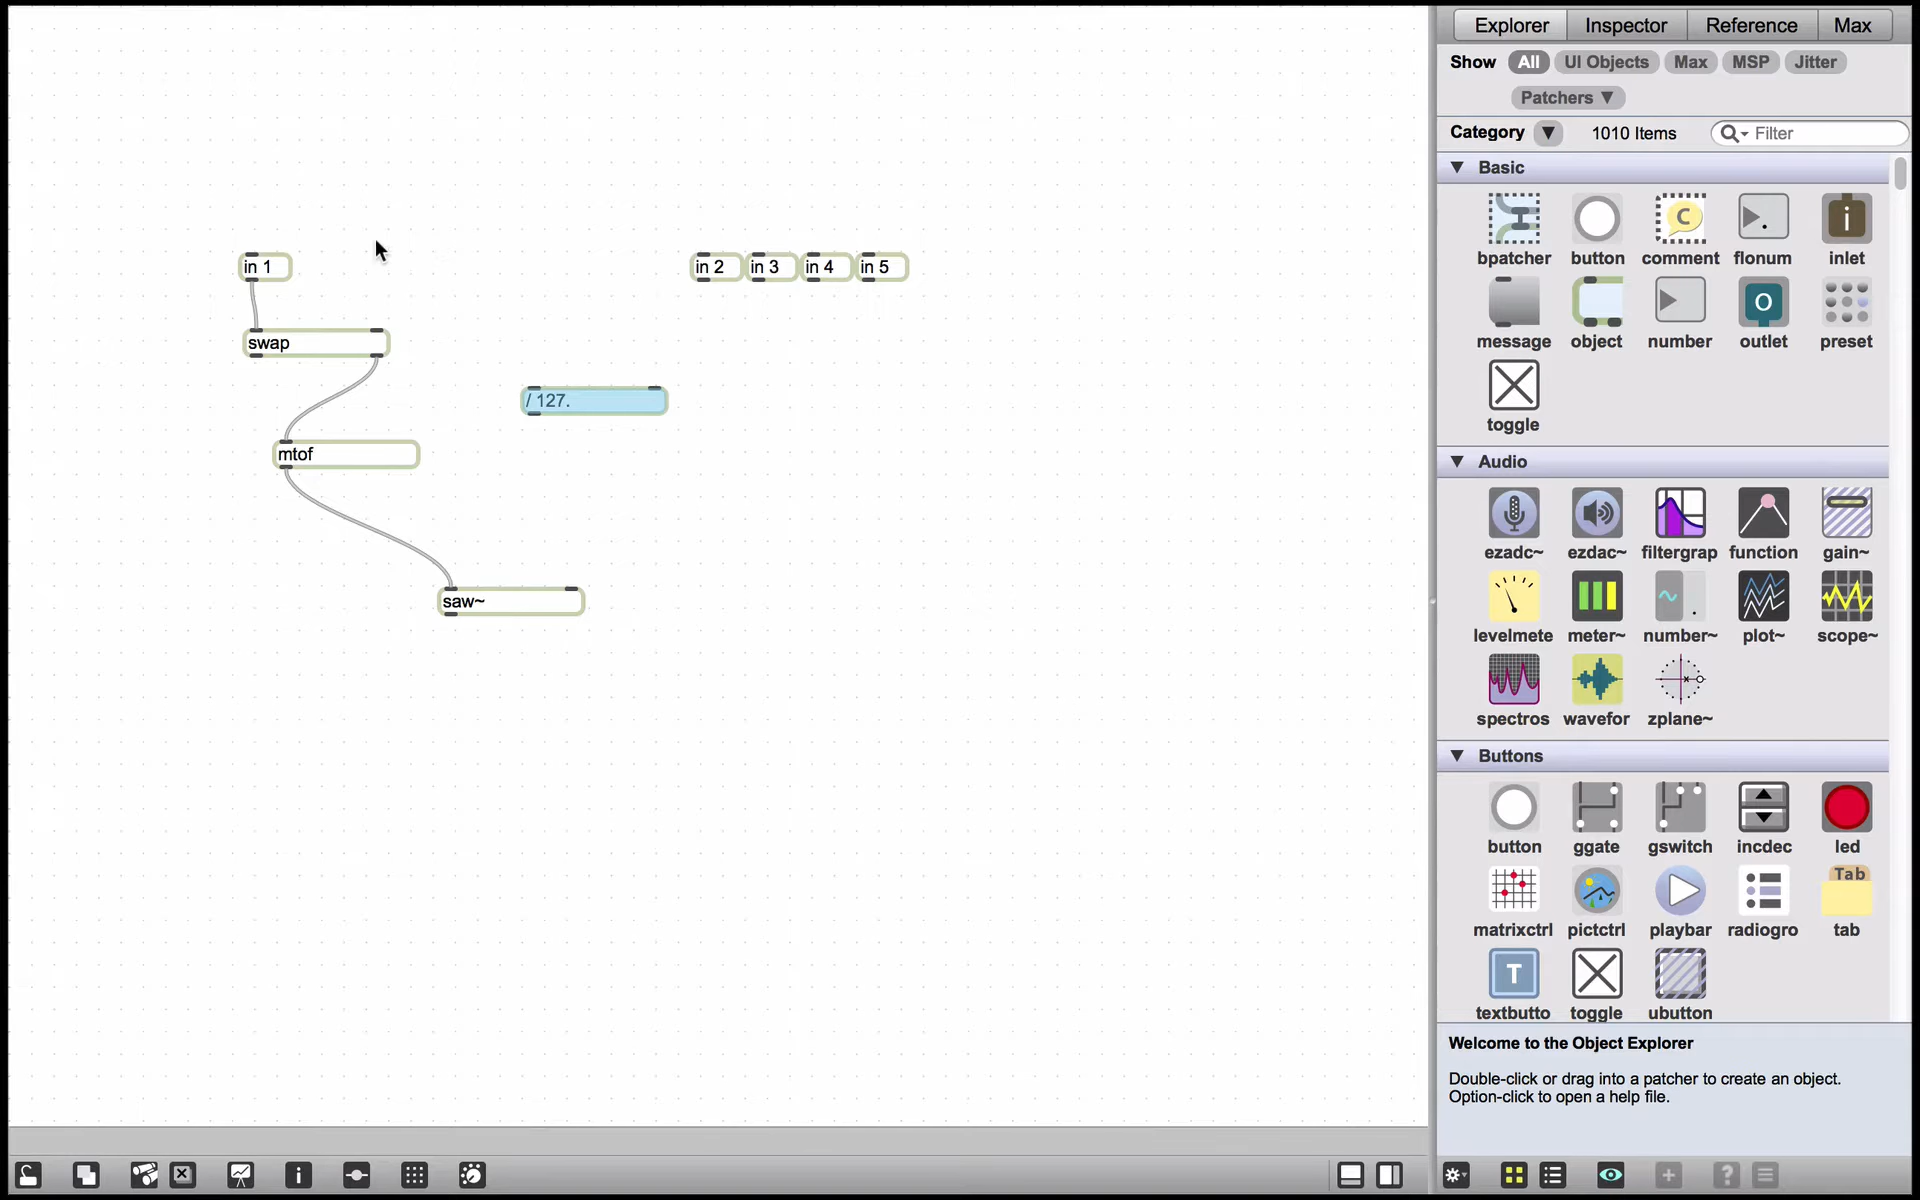 Explorer Inspector Reference Max
Show All UI Objects Max MSP Jitter
Patchers ▼
Category ▼ 1010 Items Filter
Basic
bpatcher button comment flonum inlet
message object number outlet preset
toggle
Audio
ezadc~ ezdac~ filtergrap function gain~
levelmete meter~ number~ plot~ scope~
spectros wavefor zplane~
Buttons
button ggate gswitch incdec led
Tab
matrixctrl pictctrl playbar radiogro tab
T
textbutto toggle ubutton
Welcome to the Object Explorer
Double-click or drag into a patcher to create an object.
Option-click to open a help file.
in 1
in 2 in 3 in 4 in 5
swap
/ 127.
mtof
saw~